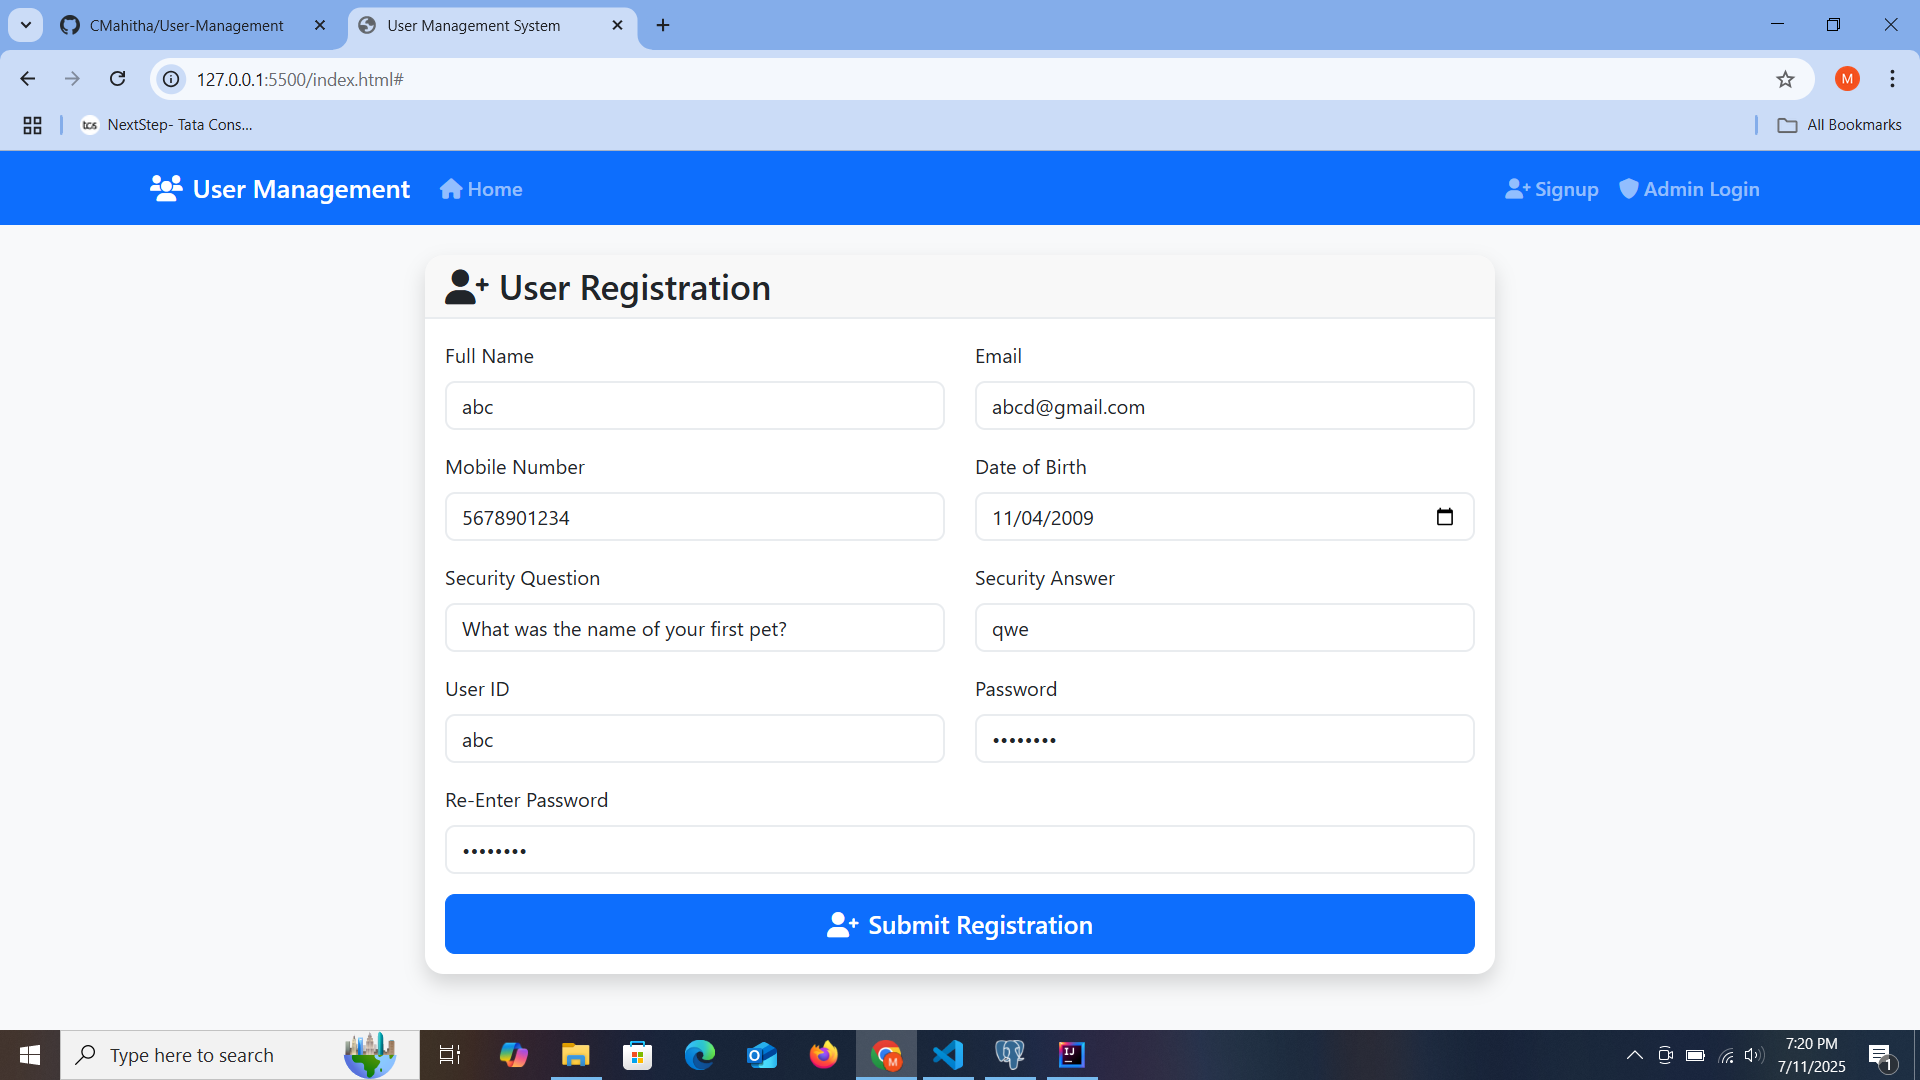 CMahitha/User-Management
User Management System
127.0.0.1:5500/index.html#
M
tcs NextStep- Tata Cons...
All Bookmarks
User Management
Home
Signup
Admin Login
User Registration
Full Name
Email
abc
abcd@gmail.com
Mobile Number
Date of Birth
5678901234
11/04/2009
Security Question
Security Answer
What was the name of your first pet?
qwe
User ID
Password
abc
••••••••
Re-Enter Password
••••••••
Submit Registration
Type here to search
M
IJ
7:20 PM
7/11/2025
1